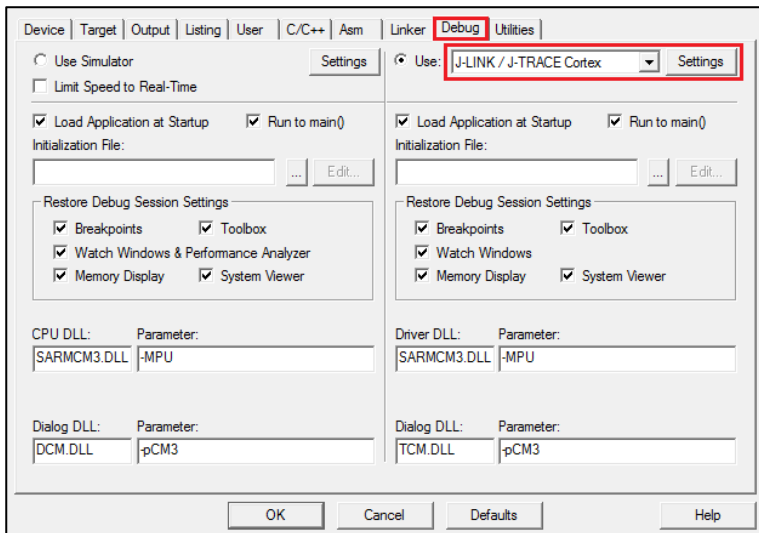 Device Target Output Listing User C/C++ Asm Linker Debug Utilities
Use Simulator Settings
Limit Speed to Real-Time
Load Application at Startup Run to main()
Initialization File:
... Edit...
Restore Debug Session Settings
Breakpoints Toolbox
Watch Windows & Performance Analyzer
Memory Display System Viewer
CPU DLL: Parameter:
SARMCM3.DLL -MPU
Dialog DLL: Parameter:
DCM.DLL -pCM3
Use: J-LINK / J-TRACE Cortex Settings
Load Application at Startup Run to main()
Initialization File:
... Edit...
Restore Debug Session Settings
Breakpoints Toolbox
Watch Windows
Memory Display System Viewer
Driver DLL: Parameter:
SARMCM3.DLL -MPU
Dialog DLL: Parameter:
TCM.DLL -pCM3
OK Cancel Defaults Help